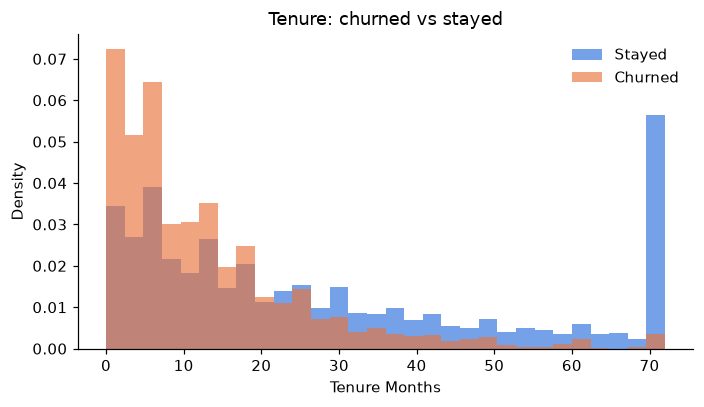 Tenure: churned vs stayed
Stayed
Churned
Density
0.07
0.06
0.05
0.04
0.03
0.02
0.01
0.00
0 10 20 30 40 50 60 70
Tenure Months